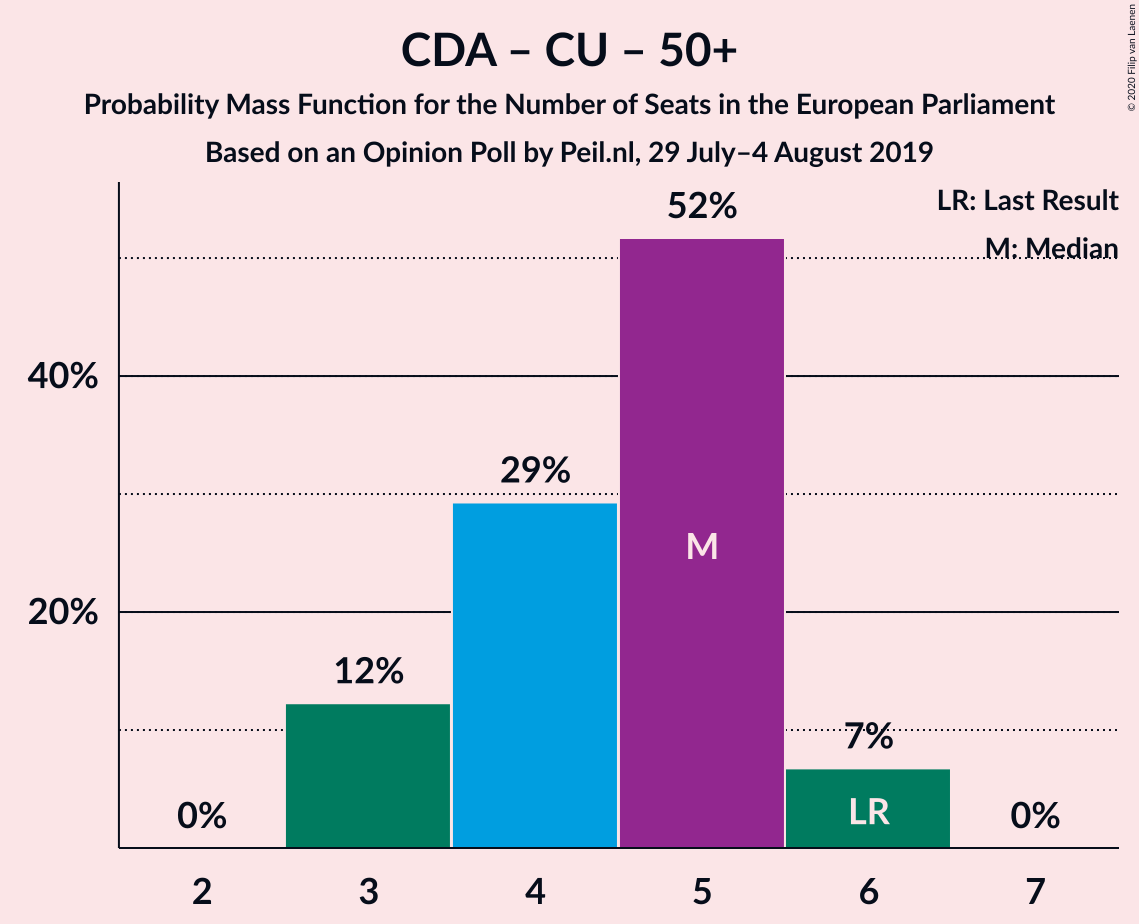 CDA – CU – 50+
Probability Mass Function for the Number of Seats in the European Parliament
Based on an Opinion Poll by Peil.nl, 29 July–4 August 2019
© 2020 Filip van Laenen
LR: Last Result
M: Median
52%
40%
29%
M
20%
12%
7%
LR
0%
0%
2 3 4 5 6 7